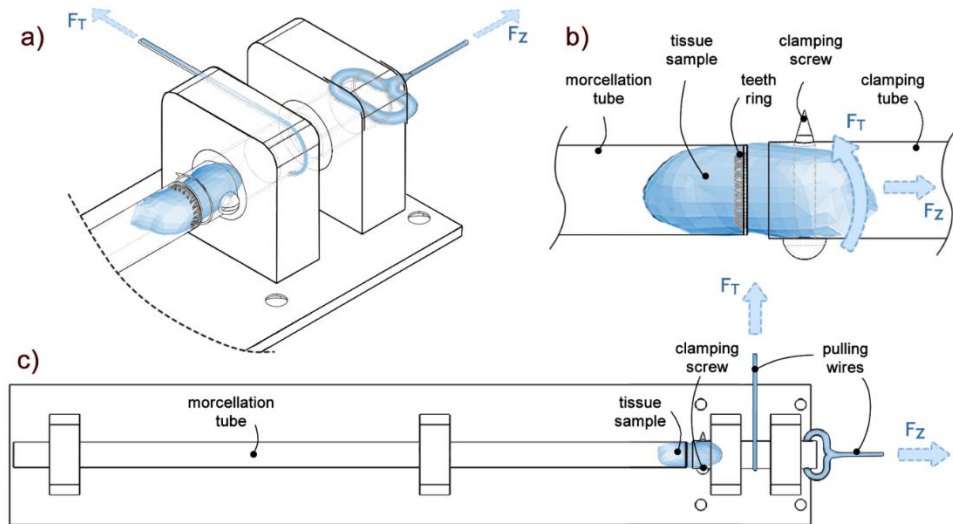 a)
F_T
F_Z
b)
morcellation
tube
tissue
sample
teeth
ring
clamping
screw
clamping
tube
F_T
F_Z
c)
morcellation
tube
tissue
sample
clamping
screw
F_T
pulling
wires
F_Z